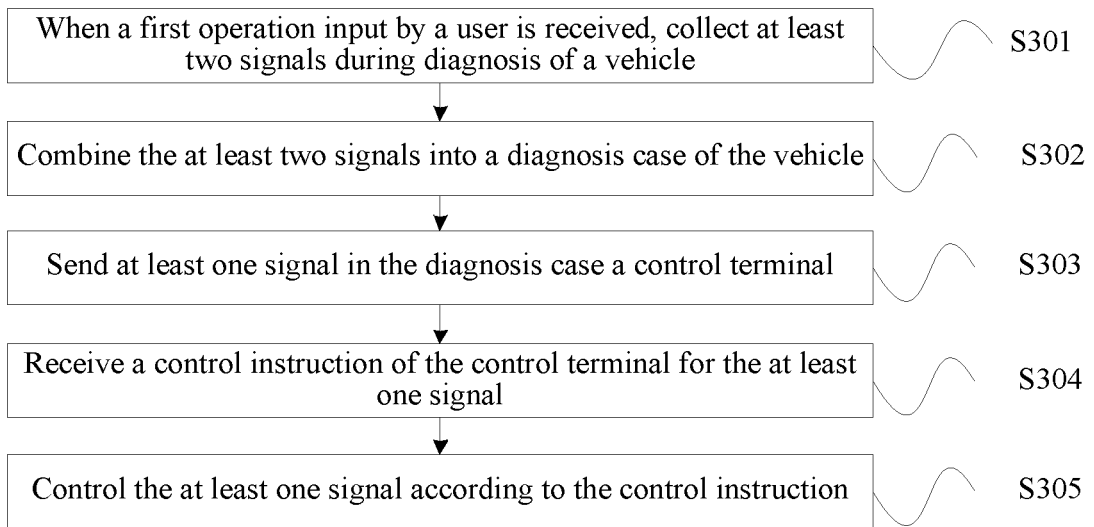 When a first operation input by a user is received, collect at least
two signals during diagnosis of a vehicle
S301
Combine the at least two signals into a diagnosis case of the vehicle
S302
Send at least one signal in the diagnosis case a control terminal
S303
Receive a control instruction of the control terminal for the at least
one signal
S304
Control the at least one signal according to the control instruction
S305